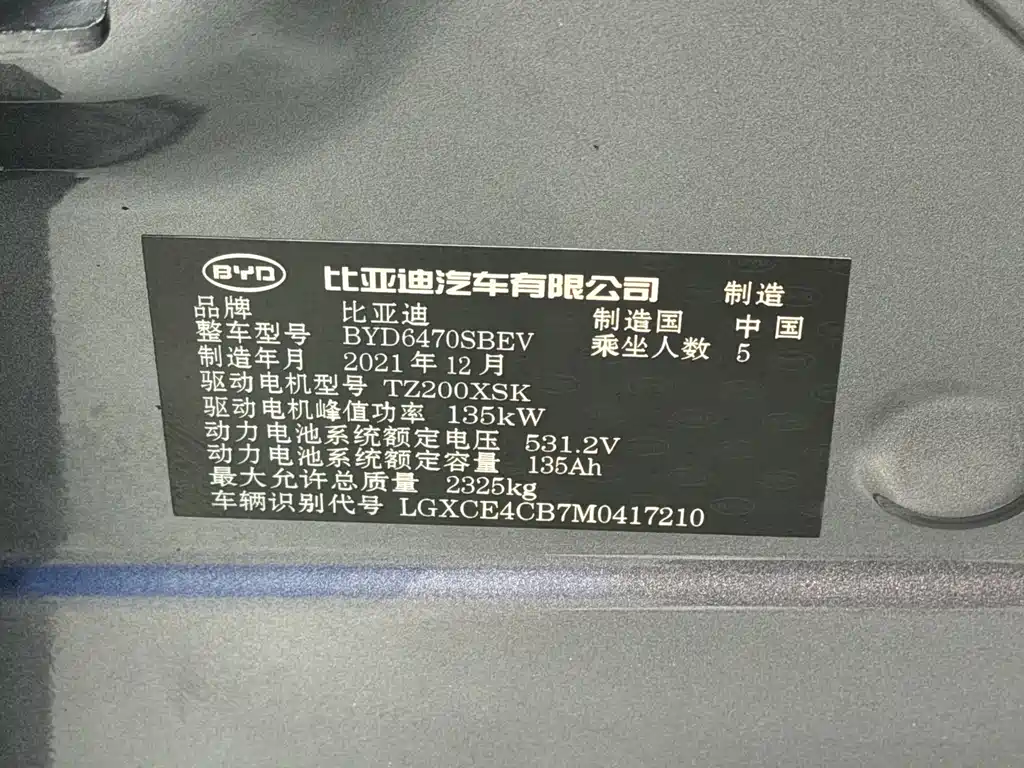 BYD 比亚迪汽车有限公司 制造
品牌 比亚迪 制造国 中国
整车型号 BYD6470SBEV 乘坐人数 5
制造年月 2021年12月
驱动电机型号 TZ200XSK
驱动电机峰值功率 135kW
动力电池系统额定电压 531.2V
动力电池系统额定容量 135Ah
最大允许总质量 2325kg
车辆识别代号 LGXCE4CB7M0417210